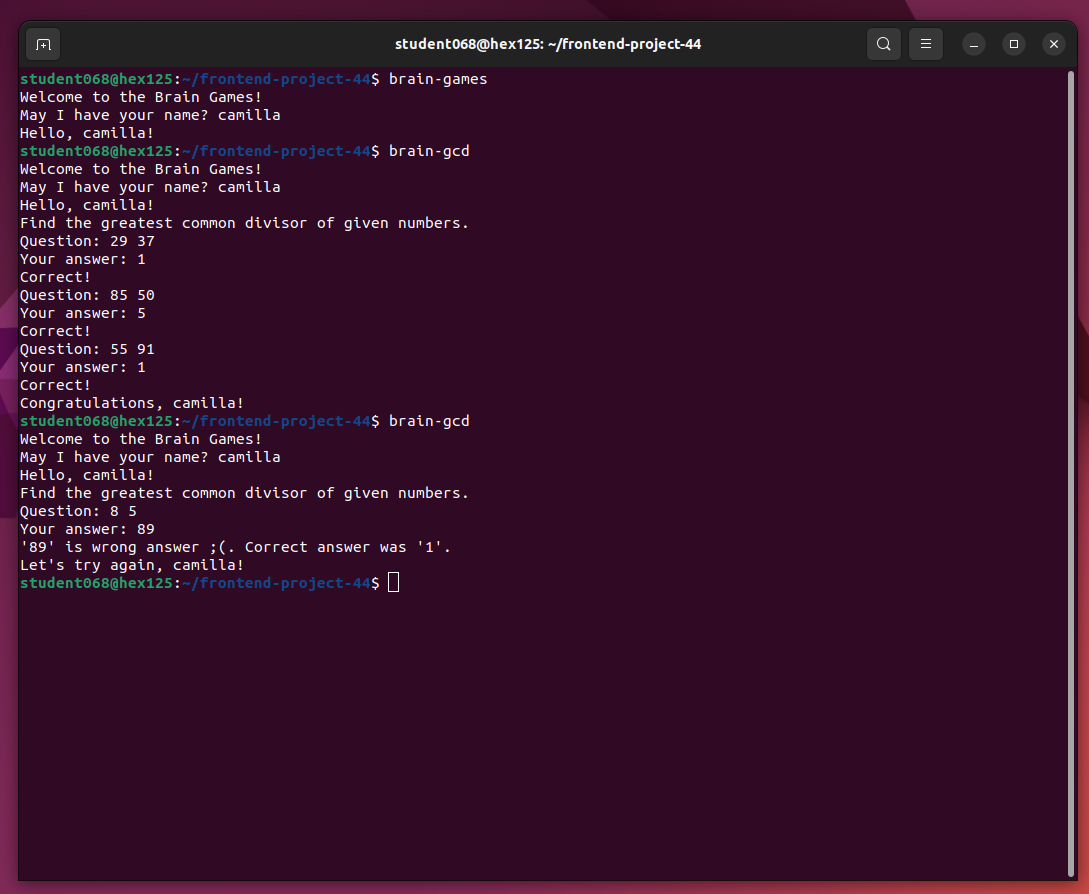 student068@hex125: ~/frontend-project-44
student068@hex125:~/frontend-project-44$ brain-games
Welcome to the Brain Games!
May I have your name? camilla
Hello, camilla!
student068@hex125:~/frontend-project-44$ brain-gcd
Welcome to the Brain Games!
May I have your name? camilla
Hello, camilla!
Find the greatest common divisor of given numbers.
Question: 29 37
Your answer: 1
Correct!
Question: 85 50
Your answer: 5
Correct!
Question: 55 91
Your answer: 1
Correct!
Congratulations, camilla!
student068@hex125:~/frontend-project-44$ brain-gcd
Welcome to the Brain Games!
May I have your name? camilla
Hello, camilla!
Find the greatest common divisor of given numbers.
Question: 8 5
Your answer: 89
'89' is wrong answer ;(. Correct answer was '1'.
Let's try again, camilla!
student068@hex125:~/frontend-project-44$